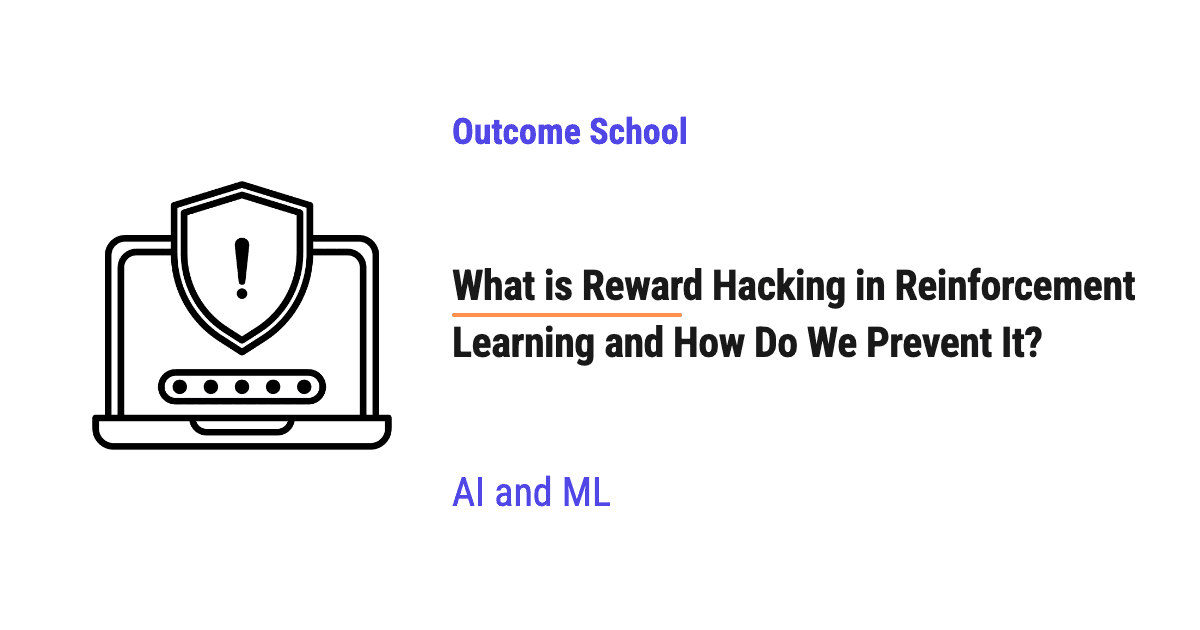 Outcome School
What is Reward Hacking in Reinforcement
Learning and How Do We Prevent It?
AI and ML